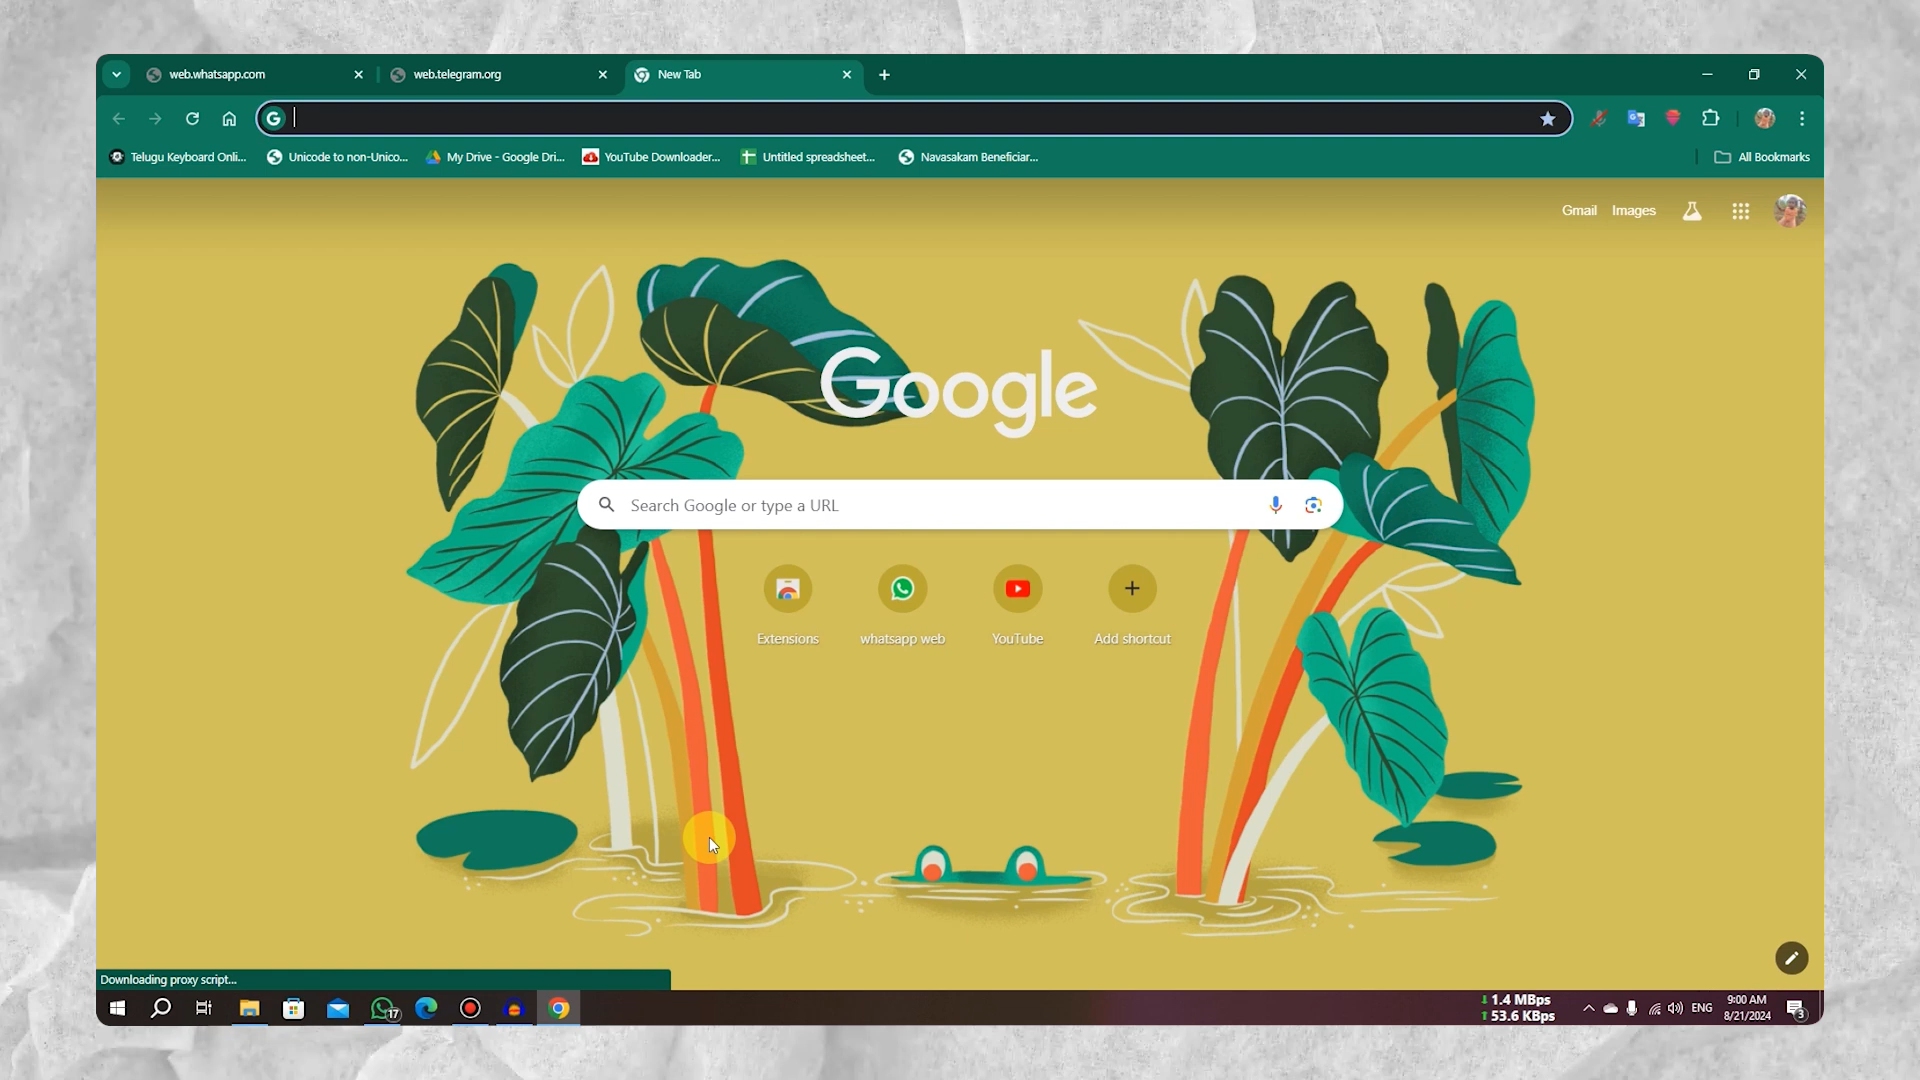 web.whatsapp.com
web.telegram.org
New Tab
Telugu Keyboard Onli...
Unicode to non-Unico...
My Drive - Google Dri...
YouTube Downloader...
Untitled spreadsheet...
Navasakam Beneficiar...
All Bookmarks
Gmail
Images
Google
Search Google or type a URL
Extensions
whatsapp web
YouTube
Add shortcut
Downloading proxy script...
17
1.4 MBps
53.6 KBps
ENG
9:00 AM
8/21/2024
3